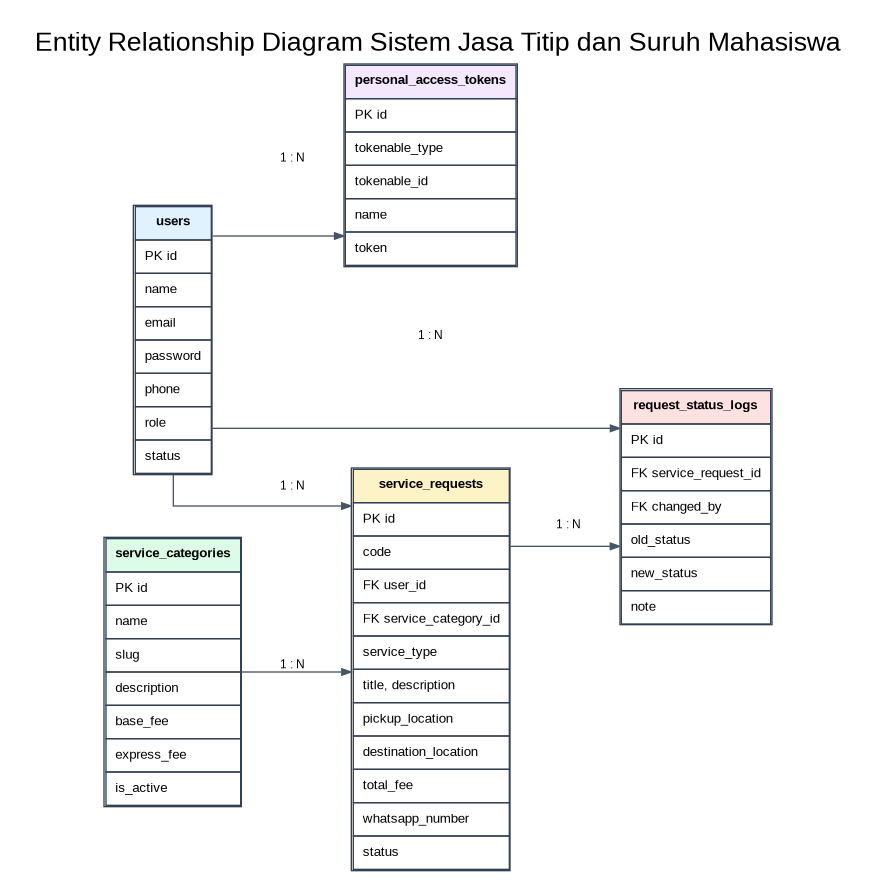 Entity Relationship Diagram Sistem Jasa Titip dan Suruh Mahasiswa
personal_access_tokens
PK id
tokenable_type
tokenable_id
name
token
1 : N
users
PK id
name
email
password
phone
role
status
1 : N
request_status_logs
PK id
FK service_request_id
FK changed_by
old_status
new_status
note
1 : N
service_requests
PK id
code
FK user_id
FK service_category_id
service_type
title, description
pickup_location
destination_location
total_fee
whatsapp_number
status
1 : N
service_categories
PK id
name
slug
description
base_fee
express_fee
is_active
1 : N